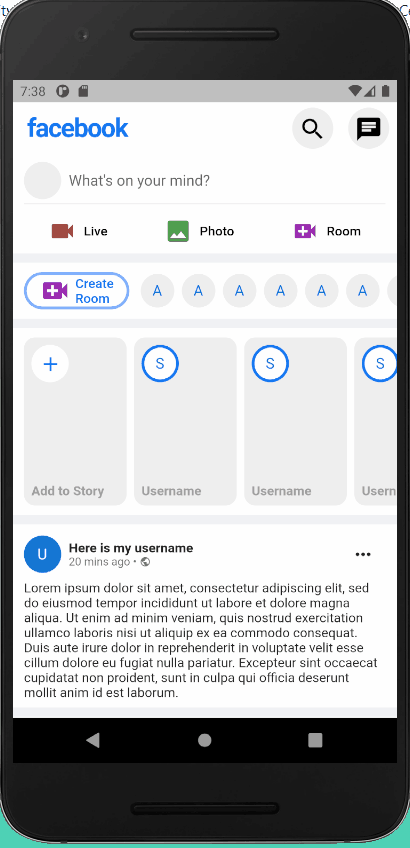 7:38
facebook
What's on your mind?
Live Photo Room
Create
Room
A A A A A A
S S S
Add to Story Username Username Usern
U
Here is my username
20 mins ago •
Lorem ipsum dolor sit amet, consectetur adipiscing elit, sed
do eiusmod tempor incididunt ut labore et dolore magna
aliqua. Ut enim ad minim veniam, quis nostrud exercitation
ullamco laboris nisi ut aliquip ex ea commodo consequat.
Duis aute irure dolor in reprehenderit in voluptate velit esse
cillum dolore eu fugiat nulla pariatur. Excepteur sint occaecat
cupidatat non proident, sunt in culpa qui officia deserunt
mollit anim id est laborum.